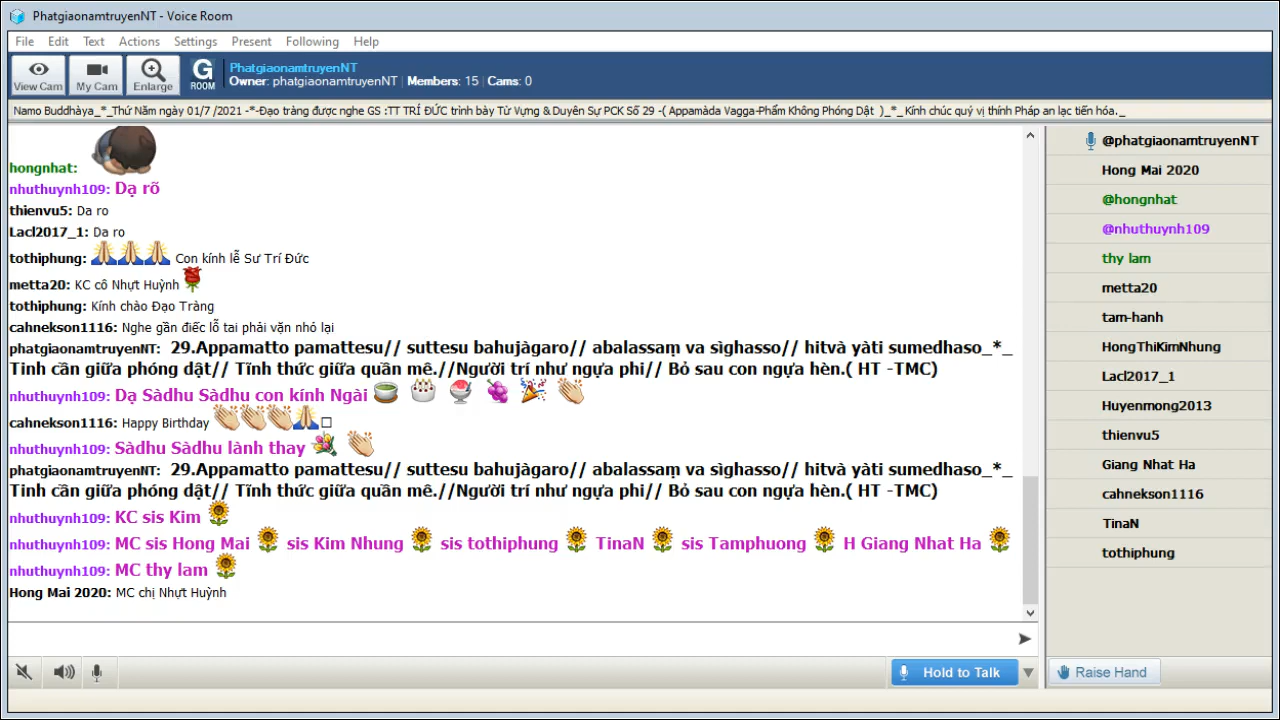 PhatgiaonamtruyenNT - Voice Room
File Edit Text Actions Settings Present Following Help
View Cam My Cam Enlarge G ROOM
PhatgiaonamtruyenNT
Owner: phatgiaonamtruyenNT | Members: 15 | Cams: 0
Namo Buddhàya_*_Thứ Năm ngày 01/7 /2021 -*-Đạo tràng được nghe GS :TT TRÍ ĐỨC trình bày Từ Vựng & Duyên Sự PCK Số 29 -( Appamàda Vagga-Phẩm Không Phóng Dật )_*_Kính chúc quý vị thính Pháp an lạc tiến hóa._
hongnhat:
nhuthuynh109: Dạ rõ
thienvu5: Da ro
Lacl2017_1: Da ro
tothiphung: Con kính lễ Sư Trí Đức
metta20: KC cô Nhựt Huỳnh
tothiphung: Kính chào Đạo Tràng
cahnekson1116: Nghe gần điếc lỗ tai phải vặn nhỏ lại
phatgiaonamtruyenNT: 29.Appamatto pamattesu// suttesu bahujàgaro// abalassaṃ va sìghasso// hitvà yàti sumedhaso_*_
Tinh cần giữa phóng dật// Tĩnh thức giữa quần mê.//Người trí như ngựa phi// Bỏ sau con ngựa hèn.( HT -TMC)
nhuthuynh109: Dạ Sàdhu Sàdhu con kính Ngài
cahnekson1116: Happy Birthday
nhuthuynh109: Sàdhu Sàdhu lành thay
phatgiaonamtruyenNT: 29.Appamatto pamattesu// suttesu bahujàgaro// abalassaṃ va sìghasso// hitvà yàti sumedhaso_*_
Tinh cần giữa phóng dật// Tĩnh thức giữa quần mê.//Người trí như ngựa phi// Bỏ sau con ngựa hèn.( HT -TMC)
nhuthuynh109: KC sis Kim
nhuthuynh109: MC sis Hong Mai sis Kim Nhung sis tothiphung TinaN sis Tamphuong H Giang Nhat Ha
nhuthuynh109: MC thy lam
Hong Mai 2020: MC chị Nhựt Huỳnh
Hold to Talk
@phatgiaonamtruyenNT
Hong Mai 2020
@hongnhat
@nhuthuynh109
thy lam
metta20
tam-hanh
HongThiKimNhung
Lacl2017_1
Huyenmong2013
thienvu5
Giang Nhat Ha
cahnekson1116
TinaN
tothiphung
Raise Hand